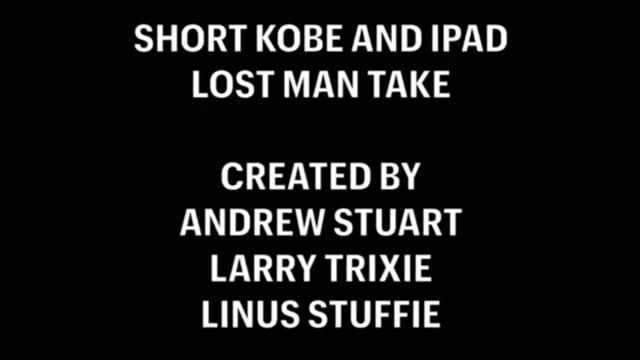 SHORT KOBE AND IPAD
LOST MAN TAKE
CREATED BY
ANDREW STUART
LARRY TRIXIE
LINUS STUFFIE